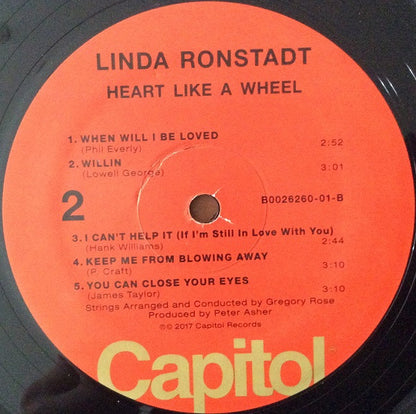 LINDA RONSTADT
HEART LIKE A WHEEL
1. WHEN WILL I BE LOVED 2:52
(Phil Everly)
2. WILLIN 3:01
(Lowell George)
2
B0026260-01-B
3. I CAN'T HELP IT (If I'm Still In Love With You)
(Hank Williams) 2:44
4. KEEP ME FROM BLOWING AWAY
(P. Craft) 3:10
5. YOU CAN CLOSE YOUR EYES
(James Taylor) 3:10
Strings Arranged and Conducted by Gregory Rose
Produced by Peter Asher
℗© 2017 Capitol Records
Capitol